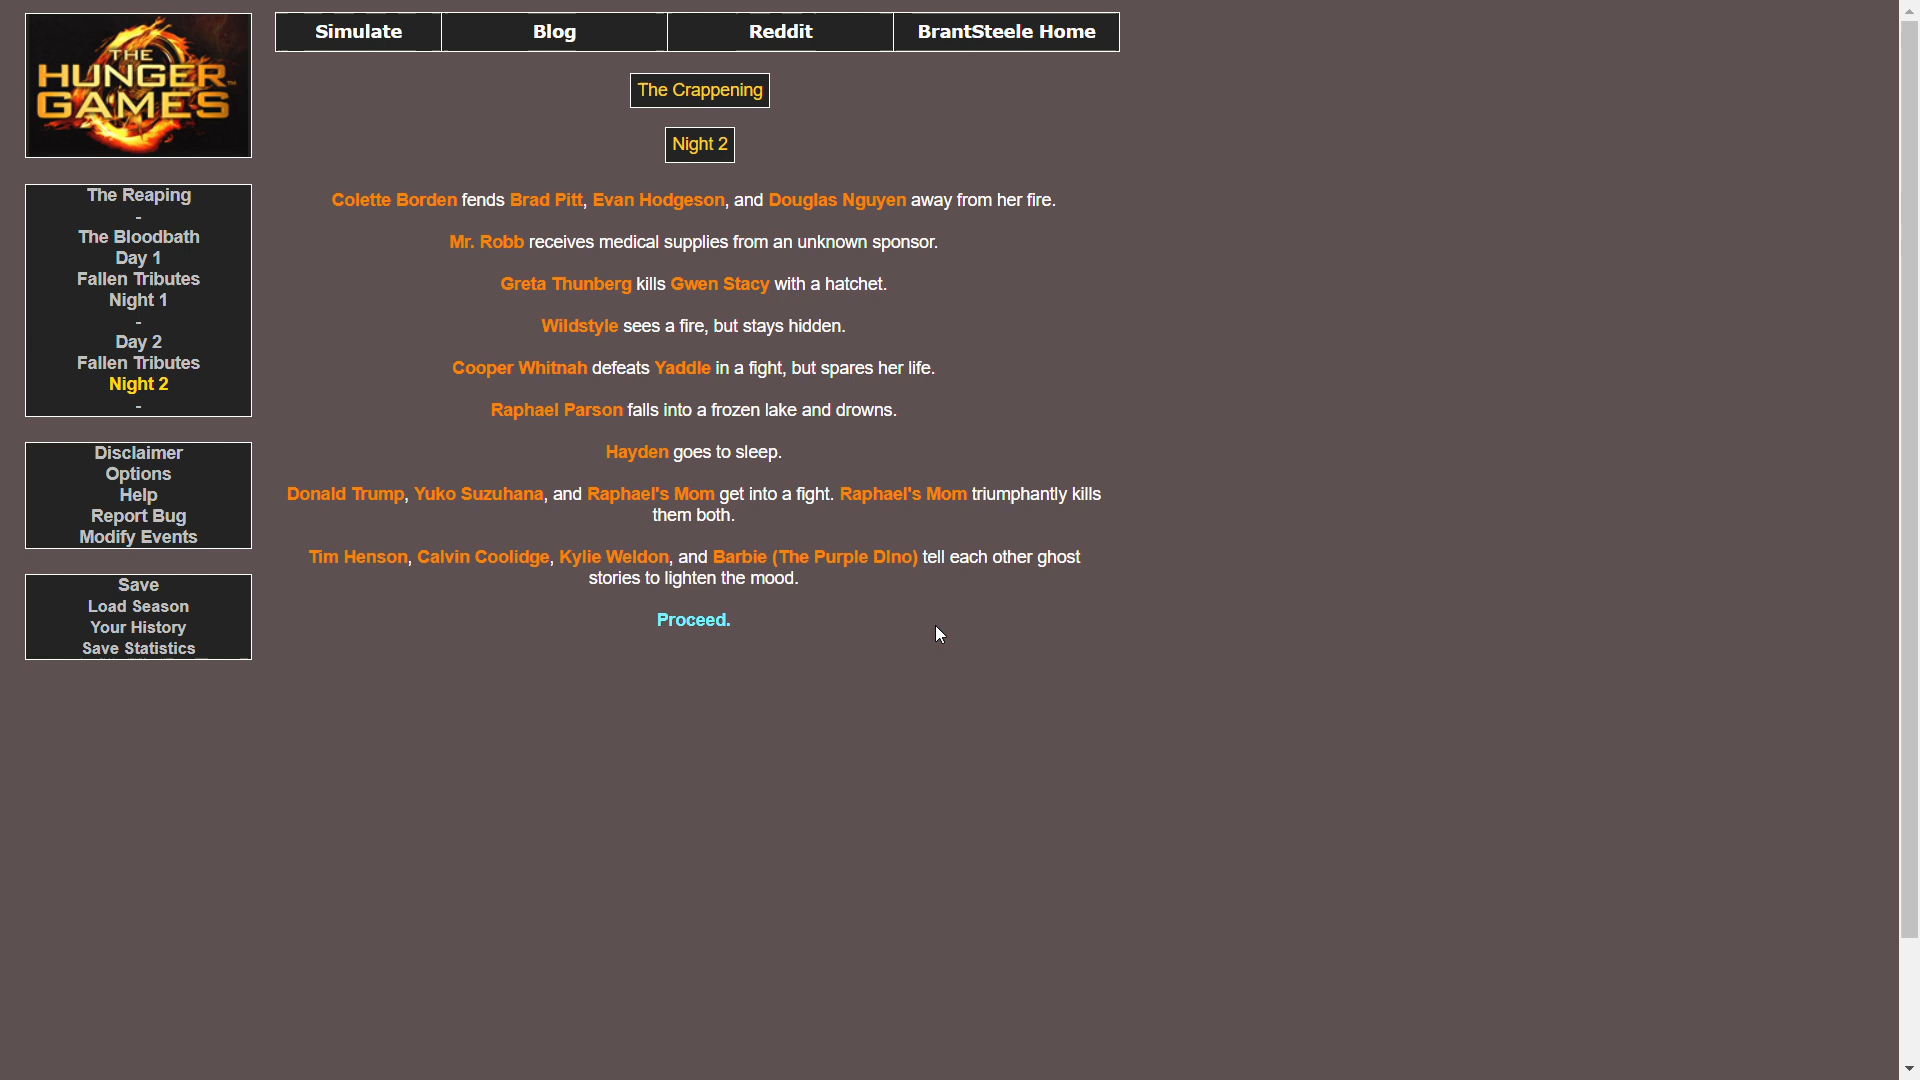 THE
HUNGER
GAMES
Simulate
Blog
Reddit
BrantSteele Home
The Crappening
Night 2
The Reaping
-
The Bloodbath
Day 1
Fallen Tributes
Night 1
-
Day 2
Fallen Tributes
Night 2
-
Disclaimer
Options
Help
Report Bug
Modify Events
Save
Load Season
Your History
Save Statistics
Colette Borden fends Brad Pitt, Evan Hodgeson, and Douglas Nguyen away from her fire.
Mr. Robb receives medical supplies from an unknown sponsor.
Greta Thunberg kills Gwen Stacy with a hatchet.
Wildstyle sees a fire, but stays hidden.
Cooper Whitnah defeats Yaddle in a fight, but spares her life.
Raphael Parson falls into a frozen lake and drowns.
Hayden goes to sleep.
Donald Trump, Yuko Suzuhana, and Raphael's Mom get into a fight. Raphael's Mom triumphantly kills
them both.
Tim Henson, Calvin Coolidge, Kylie Weldon, and Barbie (The Purple DIno) tell each other ghost
stories to lighten the mood.
Proceed.